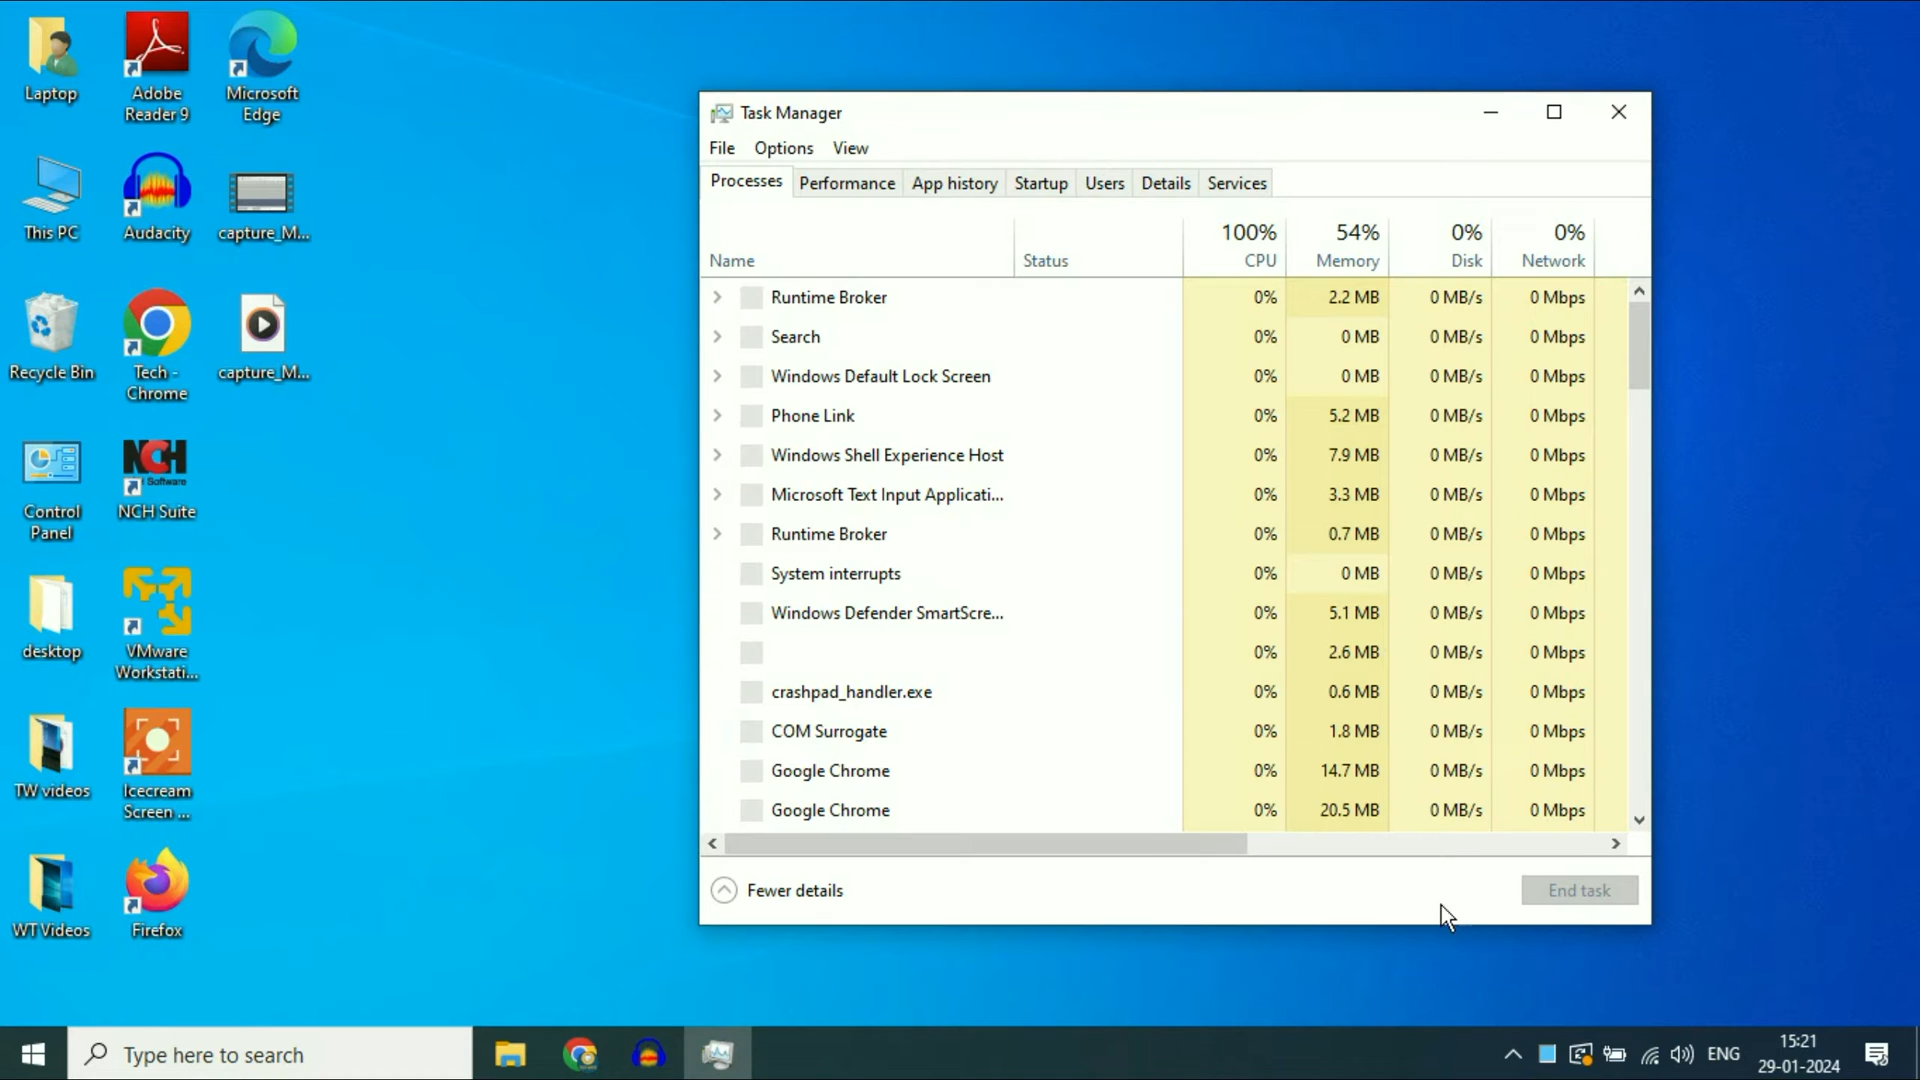 Laptop
Adobe
Reader 9
Microsoft
Edge
This PC
Audacity
capture_M...
Recycle Bin
Tech -
Chrome
capture_M...
Control
Panel
NCH
Software
NCH Suite
desktop
VMware
Workstati...
TW videos
Icecream
Screen ...
WT Videos
Firefox
Task Manager
File Options View
Processes Performance App history Startup Users Details Services
100% 54% 0% 0%
Name Status CPU Memory Disk Network
Runtime Broker 0% 2.2 MB 0 MB/s 0 Mbps
Search 0% 0 MB 0 MB/s 0 Mbps
Windows Default Lock Screen 0% 0 MB 0 MB/s 0 Mbps
Phone Link 0% 5.2 MB 0 MB/s 0 Mbps
Windows Shell Experience Host 0% 7.9 MB 0 MB/s 0 Mbps
Microsoft Text Input Applicati... 0% 3.3 MB 0 MB/s 0 Mbps
Runtime Broker 0% 0.7 MB 0 MB/s 0 Mbps
System interrupts 0% 0 MB 0 MB/s 0 Mbps
Windows Defender SmartScre... 0% 5.1 MB 0 MB/s 0 Mbps
0% 2.6 MB 0 MB/s 0 Mbps
crashpad_handler.exe 0% 0.6 MB 0 MB/s 0 Mbps
COM Surrogate 0% 1.8 MB 0 MB/s 0 Mbps
Google Chrome 0% 14.7 MB 0 MB/s 0 Mbps
Google Chrome 0% 20.5 MB 0 MB/s 0 Mbps
Fewer details End task
Type here to search
ENG
15:21
29-01-2024